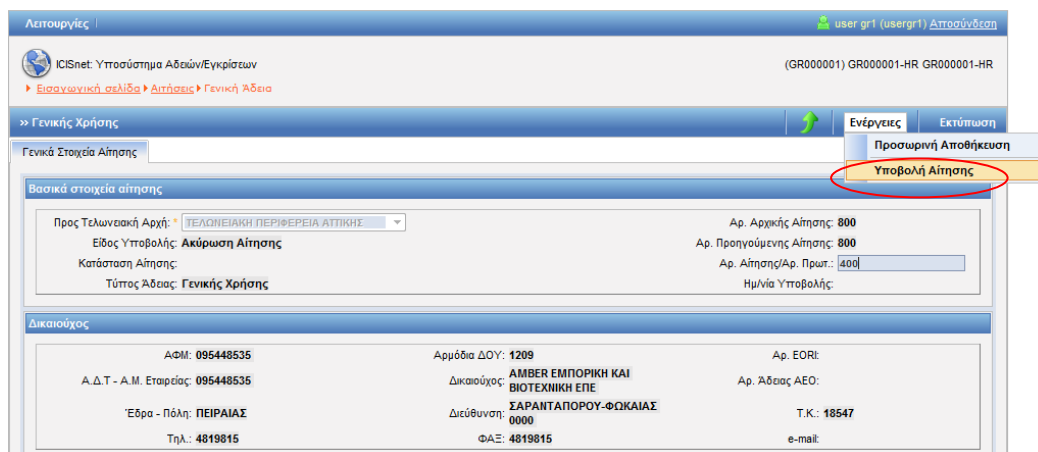 Λειτουργίες
user gr1 (usergr1) Αποσύνδεση
ICISnet: Υποσύστημα Αδειών/Εγκρίσεων
(GR000001) GR000001-HR GR000001-HR
Εισαγωγική σελίδα Αιτήσεις Γενική Άδεια
» Γενικής Χρήσης
Ενέργειες
Εκτύπωση
Προσωρινή Αποθήκευση
Υποβολή Αίτησης
Γενικά Στοιχεία Αίτησης
Βασικά στοιχεία αίτησης
Προς Τελωνειακή Αρχή: * ΤΕΛΩΝΕΙΑΚΗ ΠΕΡΙΦΕΡΕΙΑ ΑΤΤΙΚΗΣ
Αρ. Αρχικής Αίτησης: 800
Είδος Υποβολής: Ακύρωση Αίτησης
Αρ. Προηγούμενης Αίτησης: 800
Κατάσταση Αίτησης:
Αρ. Αίτησης/Αρ. Πρωτ.: 400
Τύπος Άδειας: Γενικής Χρήσης
Ημ/νία Υποβολής:
Δικαιούχος
ΑΦΜ: 095448535
Αρμόδια ΔΟΥ: 1209
Αρ. EORI:
Α.Δ.Τ - Α.Μ. Εταιρείας: 095448535
Δικαιούχος: AMBER ΕΜΠΟΡΙΚΗ ΚΑΙ
ΒΙΟΤΕΧΝΙΚΗ ΕΠΕ
Αρ. Άδειας ΑΕΟ:
Έδρα - Πόλη: ΠΕΙΡΑΙΑΣ
Διεύθυνση: ΣΑΡΑΝΤΑΠΟΡΟΥ-ΦΩΚΑΙΑΣ
0000
Τ.Κ.: 18547
Τηλ.: 4819815
ΦΑΞ: 4819815
e-mail: